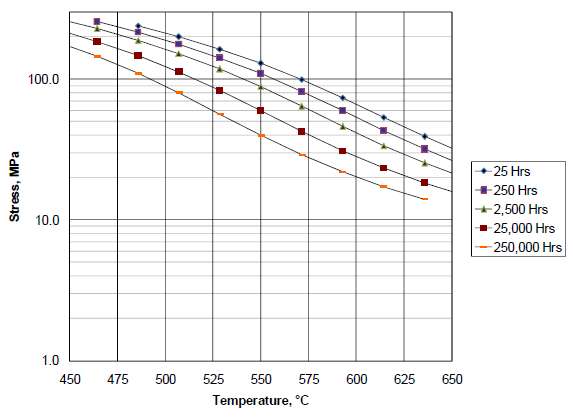 100.0
10.0
1.0
Stress, MPa
450 475 500 525 550 575 600 625 650
Temperature, °C
25 Hrs
250 Hrs
2,500 Hrs
25,000 Hrs
250,000 Hrs